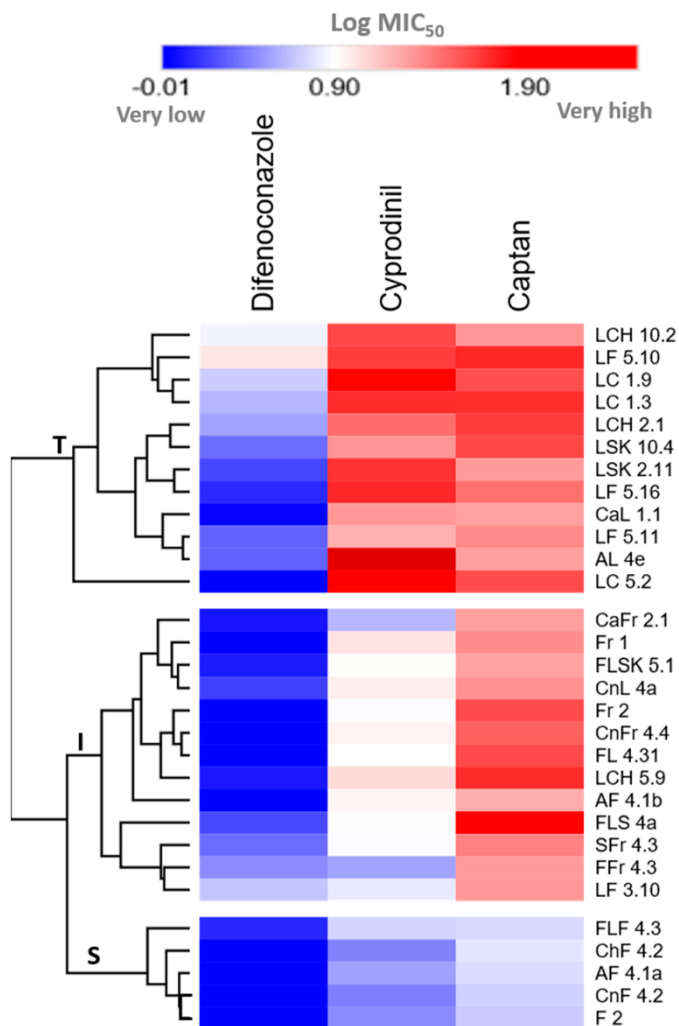 Log MIC50
-0.01 0.90 1.90
Very low Very high
Difenoconazole
Cyprodinil
Captan
LCH 10.2
LF 5.10
LC 1.9
LC 1.3
T
LCH 2.1
LSK 10.4
LSK 2.11
LF 5.16
CaL 1.1
LF 5.11
AL 4e
LC 5.2
CaFr 2.1
Fr 1
FLSK 5.1
CnL 4a
Fr 2
I
CnFr 4.4
FL 4.31
LCH 5.9
AF 4.1b
FLS 4a
SFr 4.3
FFr 4.3
LF 3.10
FLF 4.3
S
ChF 4.2
AF 4.1a
CnF 4.2
F 2